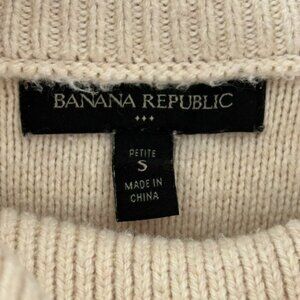 BANANA REPUBLIC
PETITE
S
MADE IN
CHINA